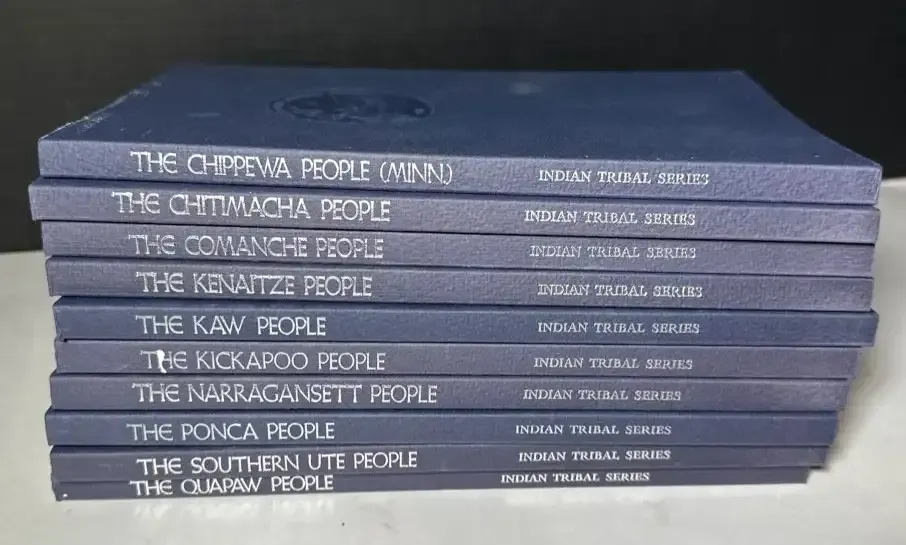 THE CHIPPEWA PEOPLE (MINN.) INDIAN TRIBAL SERIES
THE CHITIMACHA PEOPLE INDIAN TRIBAL SERIES
THE COMANCHE PEOPLE INDIAN TRIBAL SERIES
THE KENAITZE PEOPLE INDIAN TRIBAL SERIES
THE KAW PEOPLE INDIAN TRIBAL SERIES
THE KICKAPOO PEOPLE INDIAN TRIBAL SERIES
THE NARRAGANSETT PEOPLE INDIAN TRIBAL SERIES
THE PONCA PEOPLE INDIAN TRIBAL SERIES
THE SOUTHERN UTE PEOPLE INDIAN TRIBAL SERIES
THE QUAPAW PEOPLE INDIAN TRIBAL SERIES